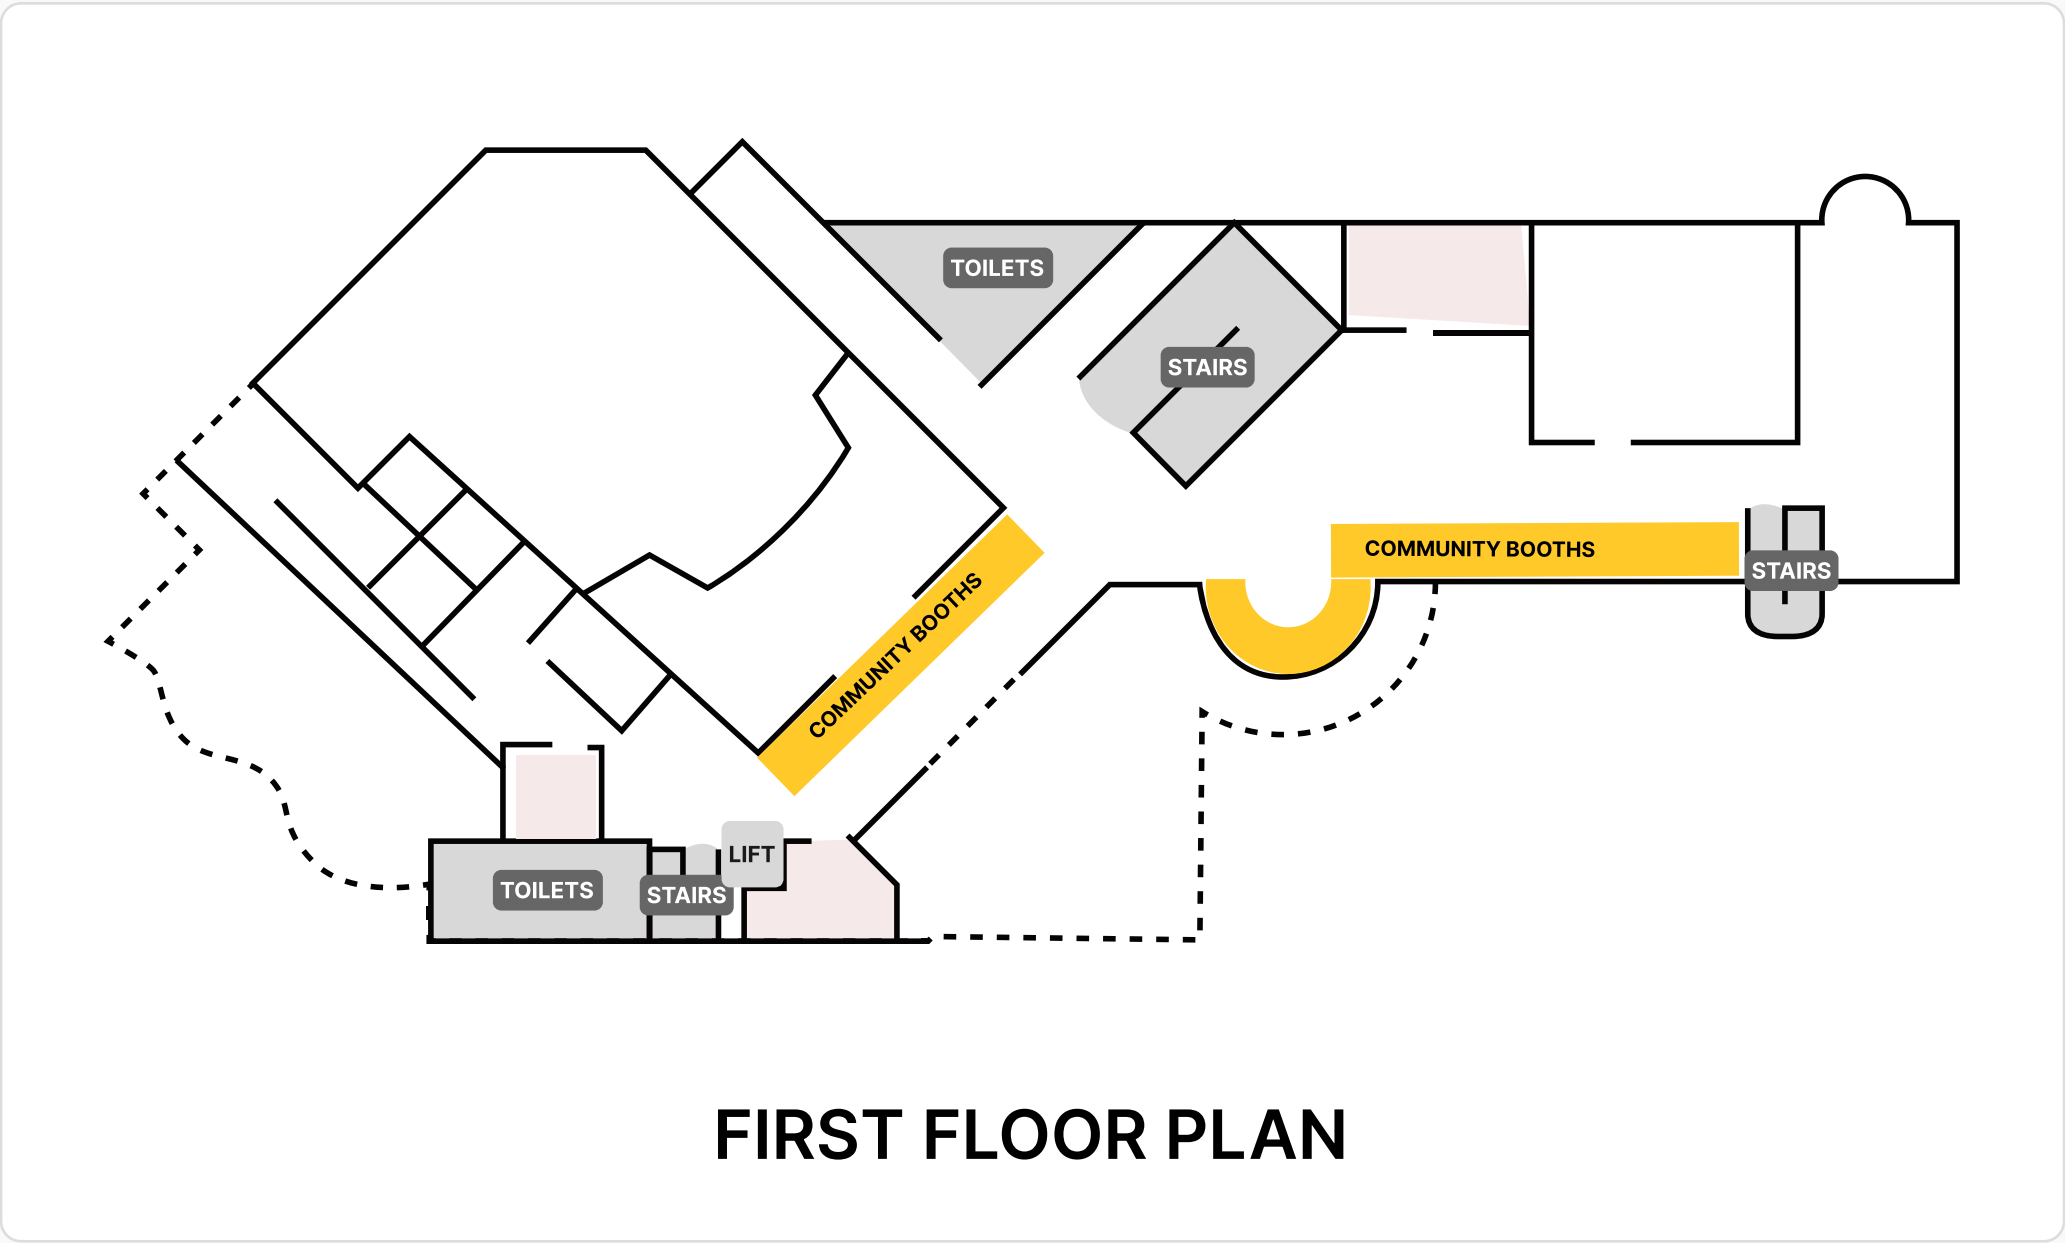 TOILETS
STAIRS
COMMUNITY BOOTHS
STAIRS
COMMUNITY BOOTHS
LIFT
TOILETS
STAIRS
FIRST FLOOR PLAN